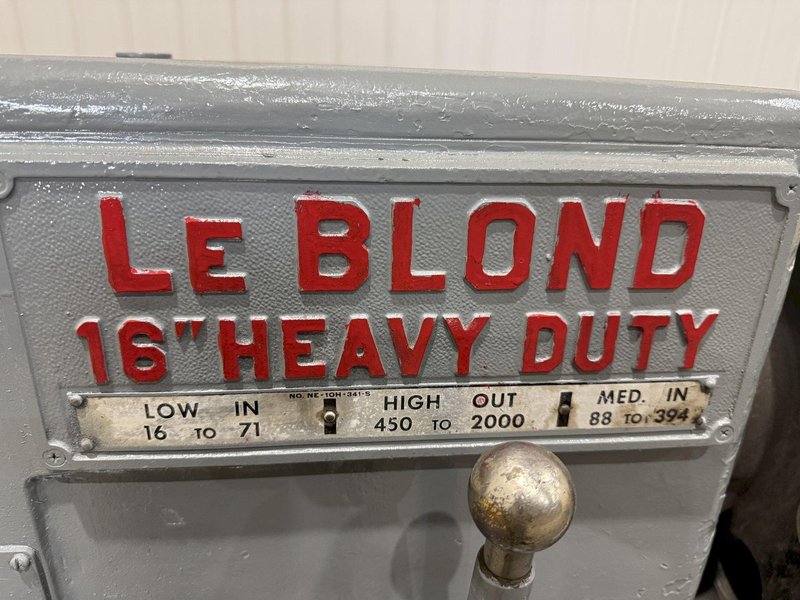 LE BLOND
16" HEAVY DUTY
NO. NE-10H-341-S
LOW IN HIGH OUT MED. IN
16 TO 71 450 TO 2000 88 TO 394